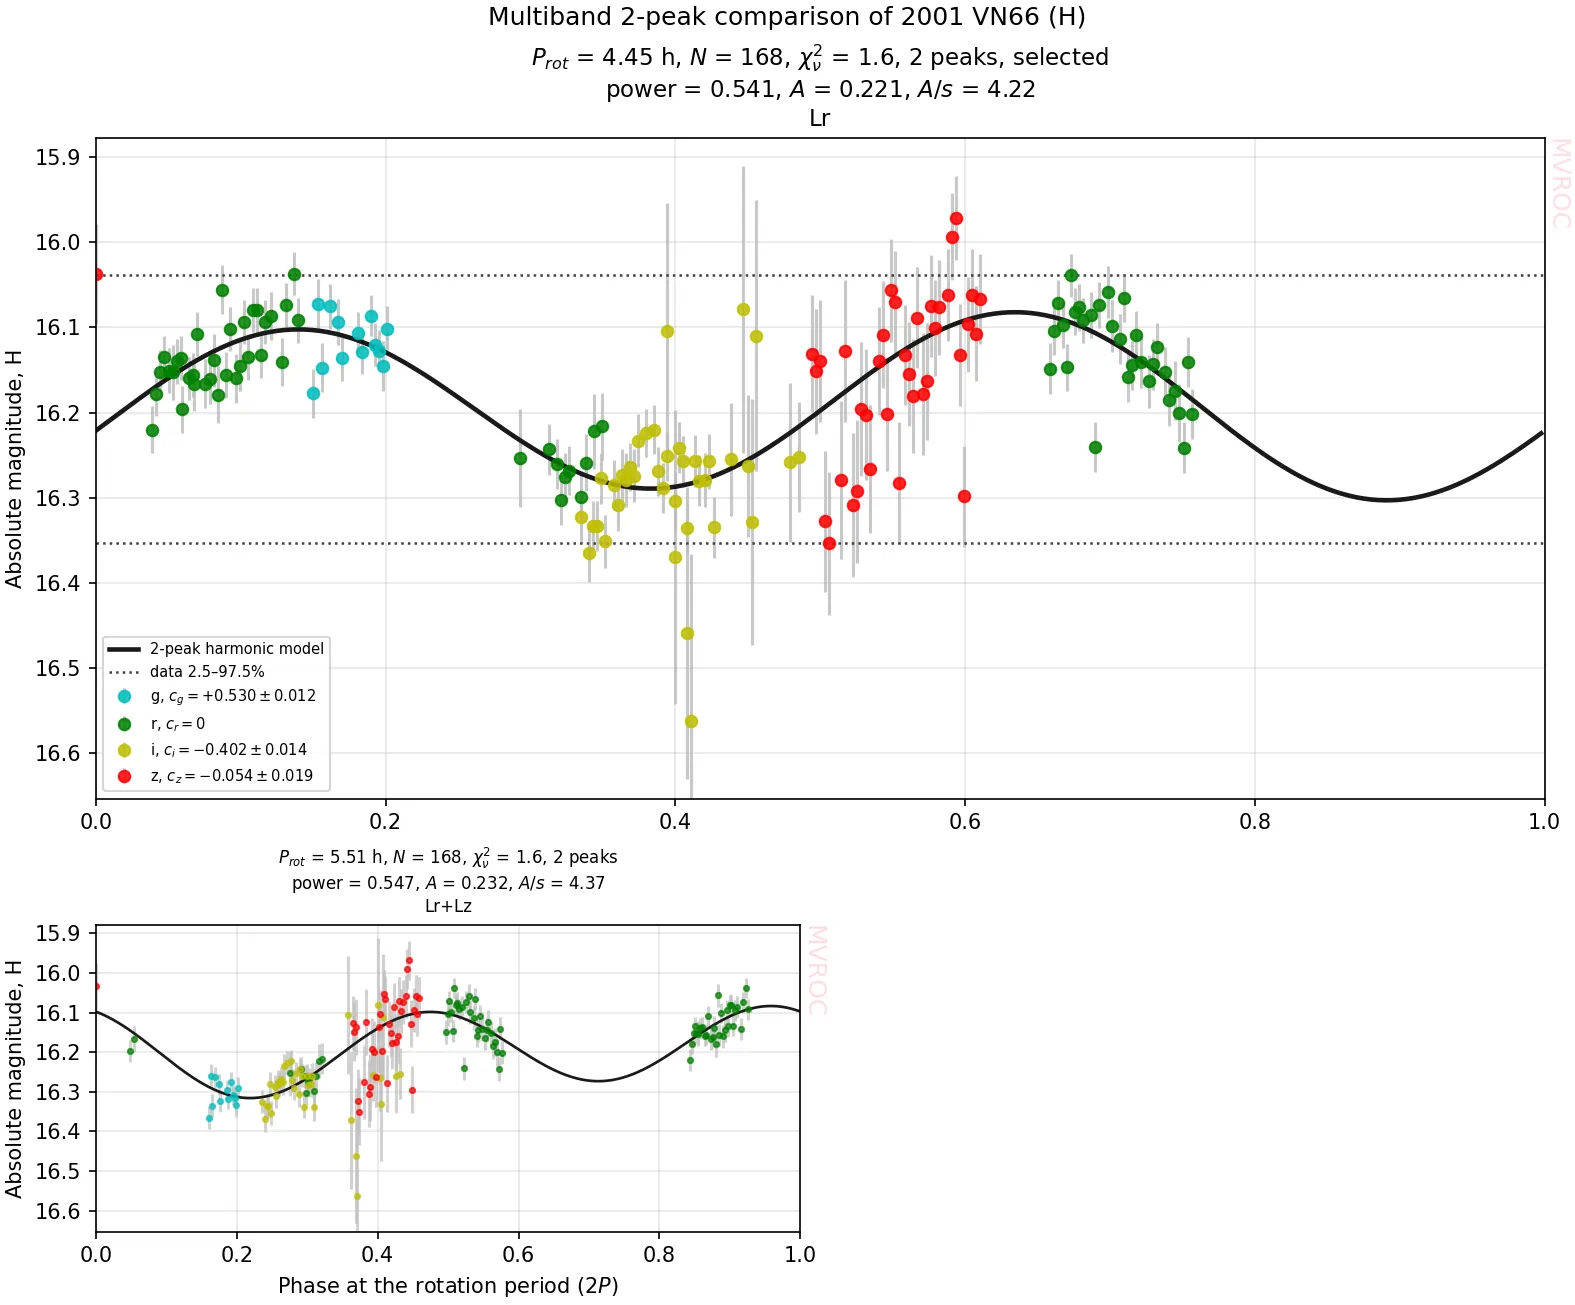 Multiband 2-peak comparison of 2001 VN66 (H)
P_rot = 4.45 h, N = 168, χ²_ν = 1.6, 2 peaks, selected
power = 0.541, A = 0.221, A/s = 4.22
Lr
MVROC
Absolute magnitude, H
15.9
16.0
16.1
16.2
16.3
16.4
16.5
16.6
2-peak harmonic model
data 2.5–97.5%
g, c_g = +0.530 ± 0.012
r, c_r = 0
i, c_i = −0.402 ± 0.014
z, c_z = −0.054 ± 0.019
0.0 0.2 0.4 0.6 0.8 1.0
P_rot = 5.51 h, N = 168, χ²_ν = 1.6, 2 peaks
power = 0.547, A = 0.232, A/s = 4.37
Lr+Lz
MVROC
Absolute magnitude, H
15.9
16.0
16.1
16.2
16.3
16.4
16.5
16.6
0.0 0.2 0.4 0.6 0.8 1.0
Phase at the rotation period (2P)